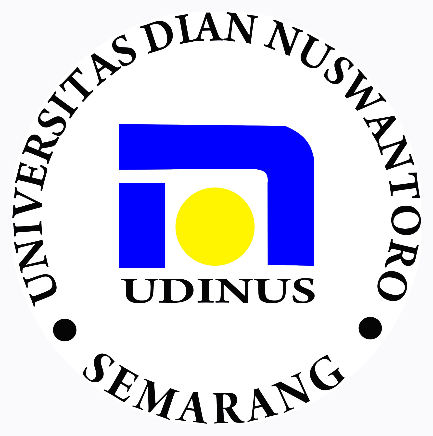 UNIVERSITAS DIAN NUSWANTORO
UDINUS
SEMARANG